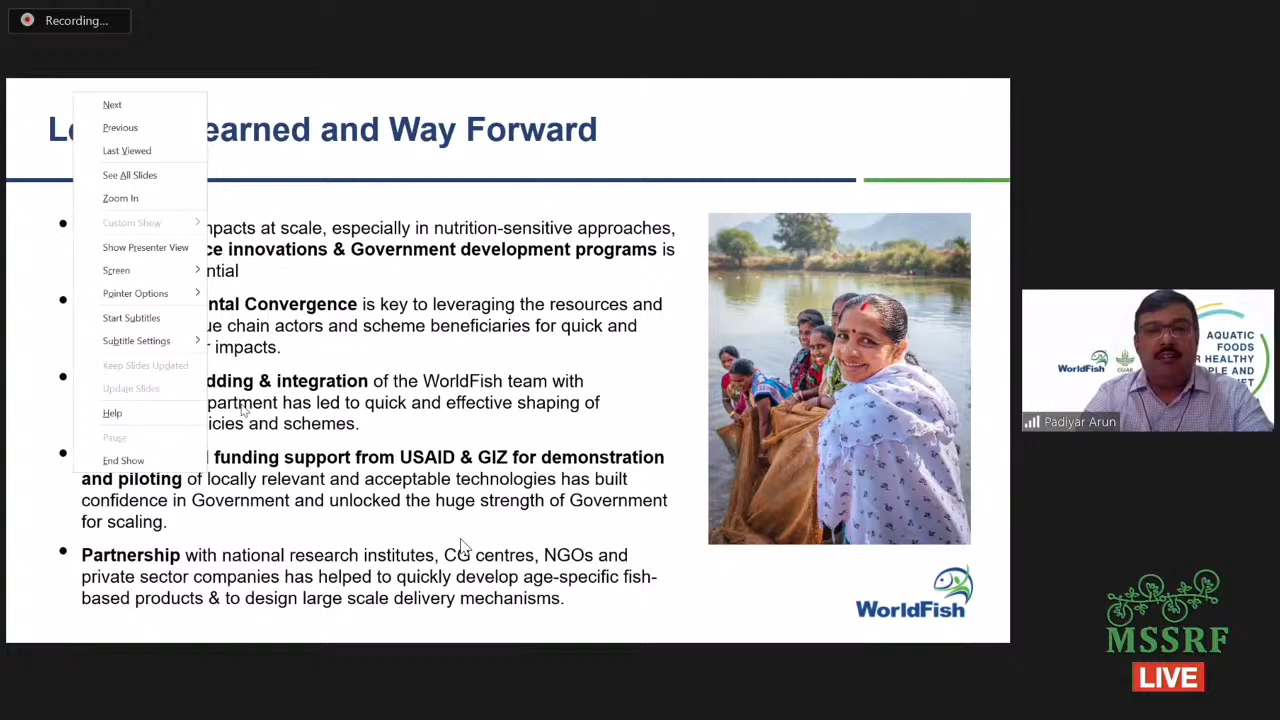 Recording...
earned and Way Forward
Next
Previous
Last Viewed
See All Slides
Zoom In
Custom Show
Show Presenter View
Screen
Pointer Options
Start Subtitles
Subtitle Settings
Keep Slides Updated
Update Slides
Help
Pause
End Show
mpacts at scale, especially in nutrition-sensitive approaches,
ce innovations & Government development programs is
ntial
ntal Convergence is key to leveraging the resources and
ue chain actors and scheme beneficiaries for quick and
r impacts.
dding & integration of the WorldFish team with
partment has led to quick and effective shaping of
icies and schemes.
funding support from USAID & GIZ for demonstration
and piloting of locally relevant and acceptable technologies has built
confidence in Government and unlocked the huge strength of Government
for scaling.
Partnership with national research institutes, CG centres, NGOs and
private sector companies has helped to quickly develop age-specific fish-
based products & to design large scale delivery mechanisms.
WorldFish
AQUATIC
FOODS
R HEALTHY
PLE AND
NET
WorldFish
CGIAR
Padiyar Arun
MSSRF
LIVE